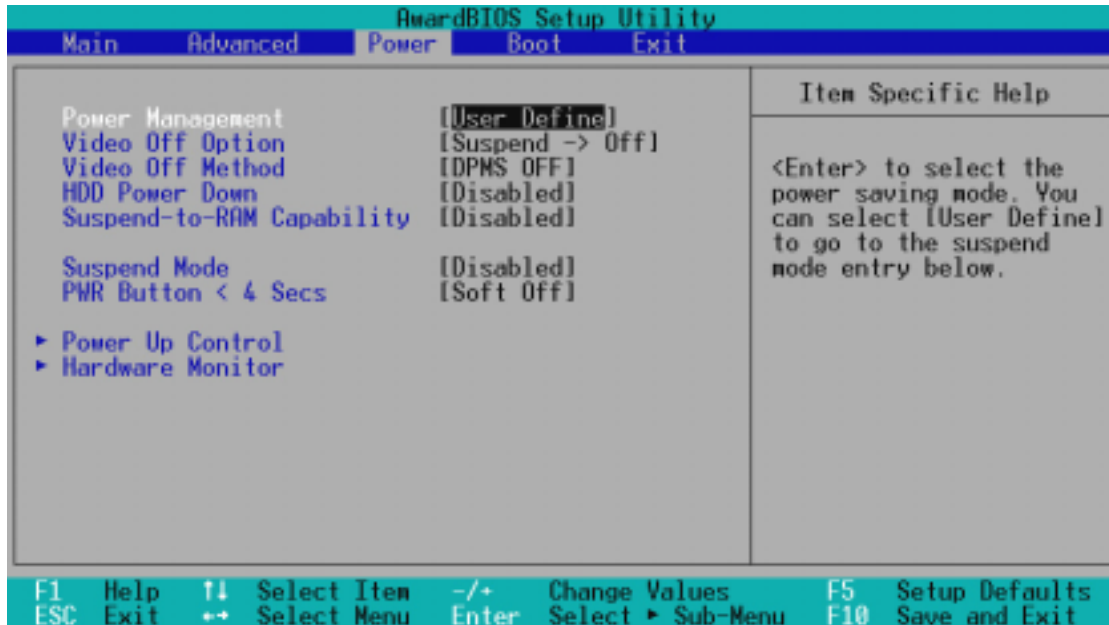 AwardBIOS Setup Utility
Main Advanced Power Boot Exit
Power Management [User Define]
Video Off Option [Suspend -> Off]
Video Off Method [DPMS OFF]
HDD Power Down [Disabled]
Suspend-to-RAM Capability [Disabled]
Suspend Mode [Disabled]
PWR Button < 4 Secs [Soft Off]
► Power Up Control
► Hardware Monitor
Item Specific Help
<Enter> to select the
power saving mode. You
can select [User Define]
to go to the suspend
mode entry below.
F1 Help ↑↓ Select Item -/+ Change Values F5 Setup Defaults
ESC Exit ←→ Select Menu Enter Select ► Sub-Menu F10 Save and Exit